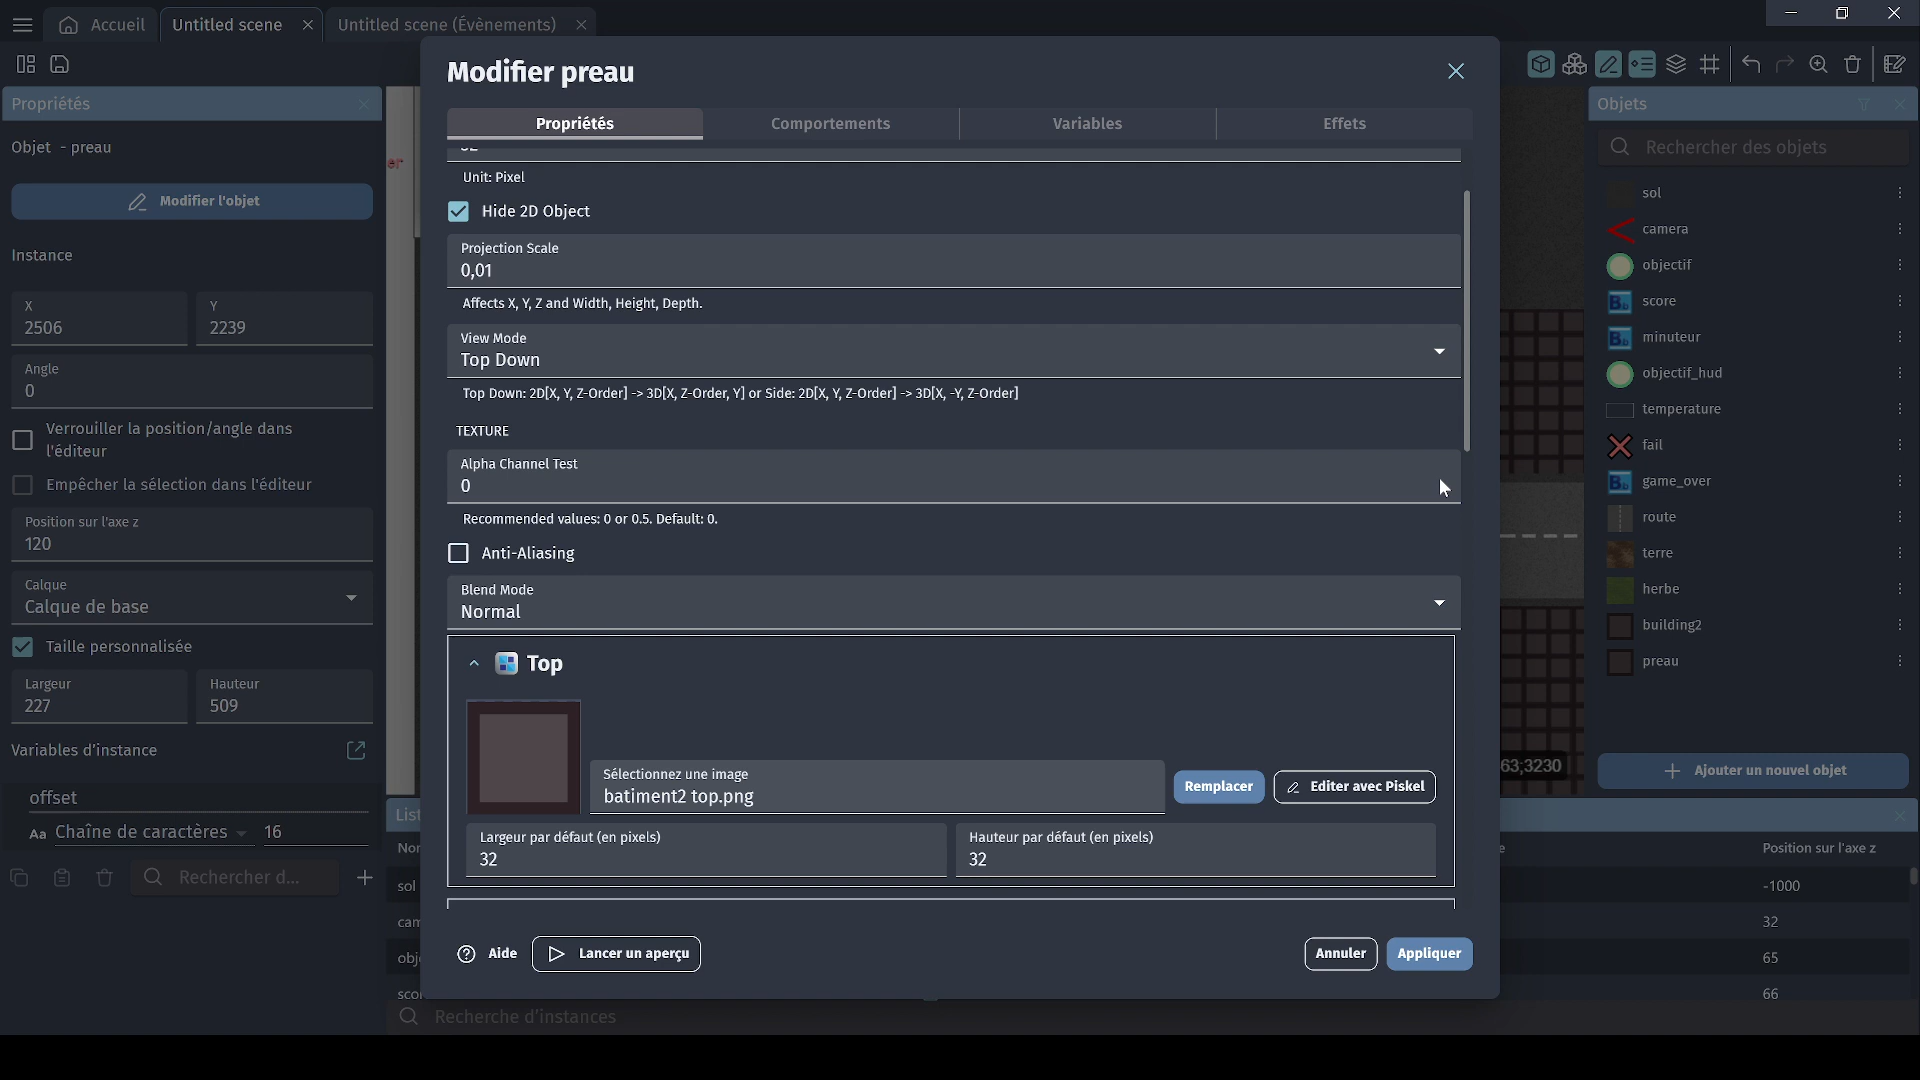 Accueil
Untitled scene
Untitled scene (Évènements)
Propriétés
Objet - preau
Modifier l'objet
Instance
X
2506
Y
2239
Angle
0
Verrouiller la position/angle dans
l'éditeur
Empêcher la sélection dans l'éditeur
Position sur l'axe z
120
Calque
Calque de base
Taille personnalisée
Largeur
227
Hauteur
509
Variables d'instance
offset
Aa Chaîne de caractères 16
Rechercher d...
er
Modifier preau
Propriétés
Comportements
Variables
Effets
Unit: Pixel
Hide 2D Object
Projection Scale
0,01
Affects X, Y, Z and Width, Height, Depth.
View Mode
Top Down
Top Down: 2D[X, Y, Z-Order] -> 3D[X, Z-Order, Y] or Side: 2D[X, Y, Z-Order] -> 3D[X, -Y, Z-Order]
TEXTURE
Alpha Channel Test
0
Recommended values: 0 or 0.5. Default: 0.
Anti-Aliasing
Blend Mode
Normal
Top
Sélectionnez une image
batiment2 top.png
Remplacer
Editer avec Piskel
Largeur par défaut (en pixels)
32
Hauteur par défaut (en pixels)
32
Aide
Lancer un aperçu
Annuler
Appliquer
Objets
Rechercher des objets
sol
camera
objectif
score
minuteur
objectif_hud
temperature
fail
game_over
route
terre
herbe
building2
preau
Ajouter un nouvel objet
63;3230
List
Nor
sol
cam
obje
scor
e
Position sur l'axe z
-1000
32
65
66
Recherche d'instances